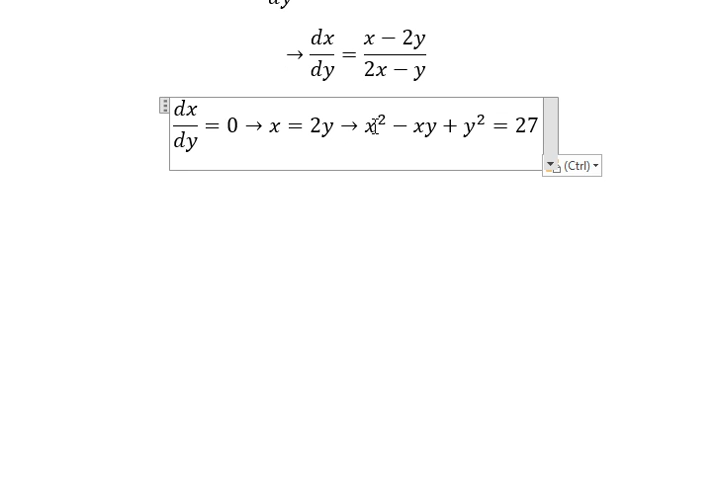 → dx/dy = (x − 2y)/(2x − y)
dx/dy = 0 → x = 2y → x² − xy + y² = 27
(Ctrl)